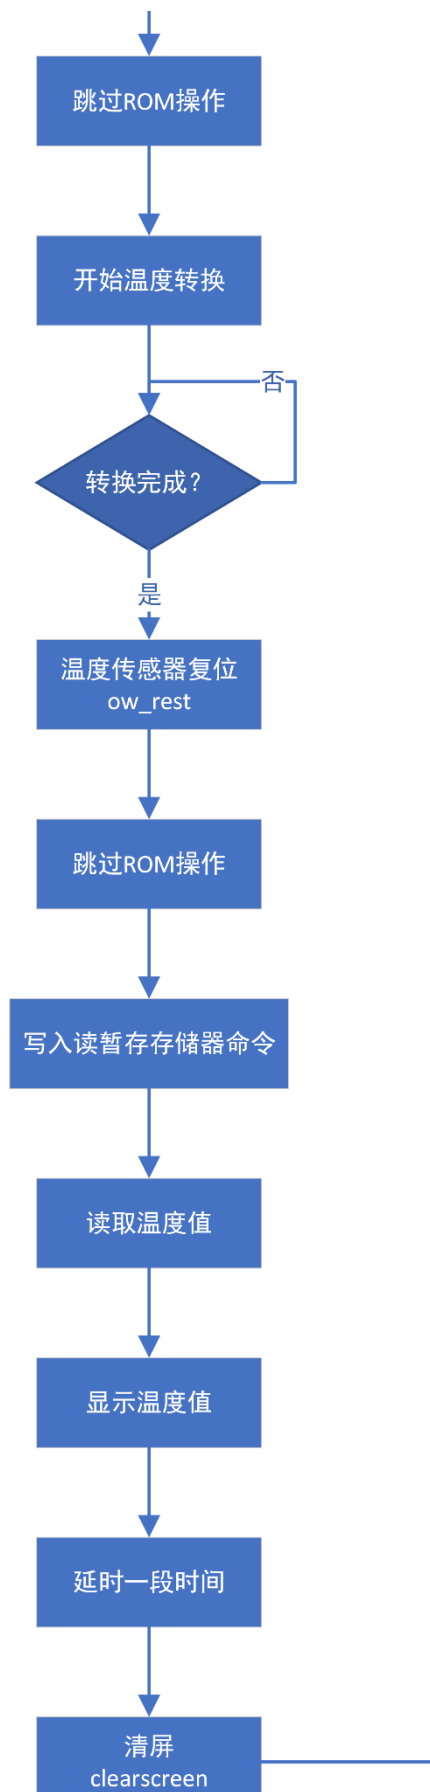 跳过ROM操作
开始温度转换
否
转换完成？
是
温度传感器复位
ow_rest
跳过ROM操作
写入读暂存存储器命令
读取温度值
显示温度值
延时一段时间
清屏
clearscreen